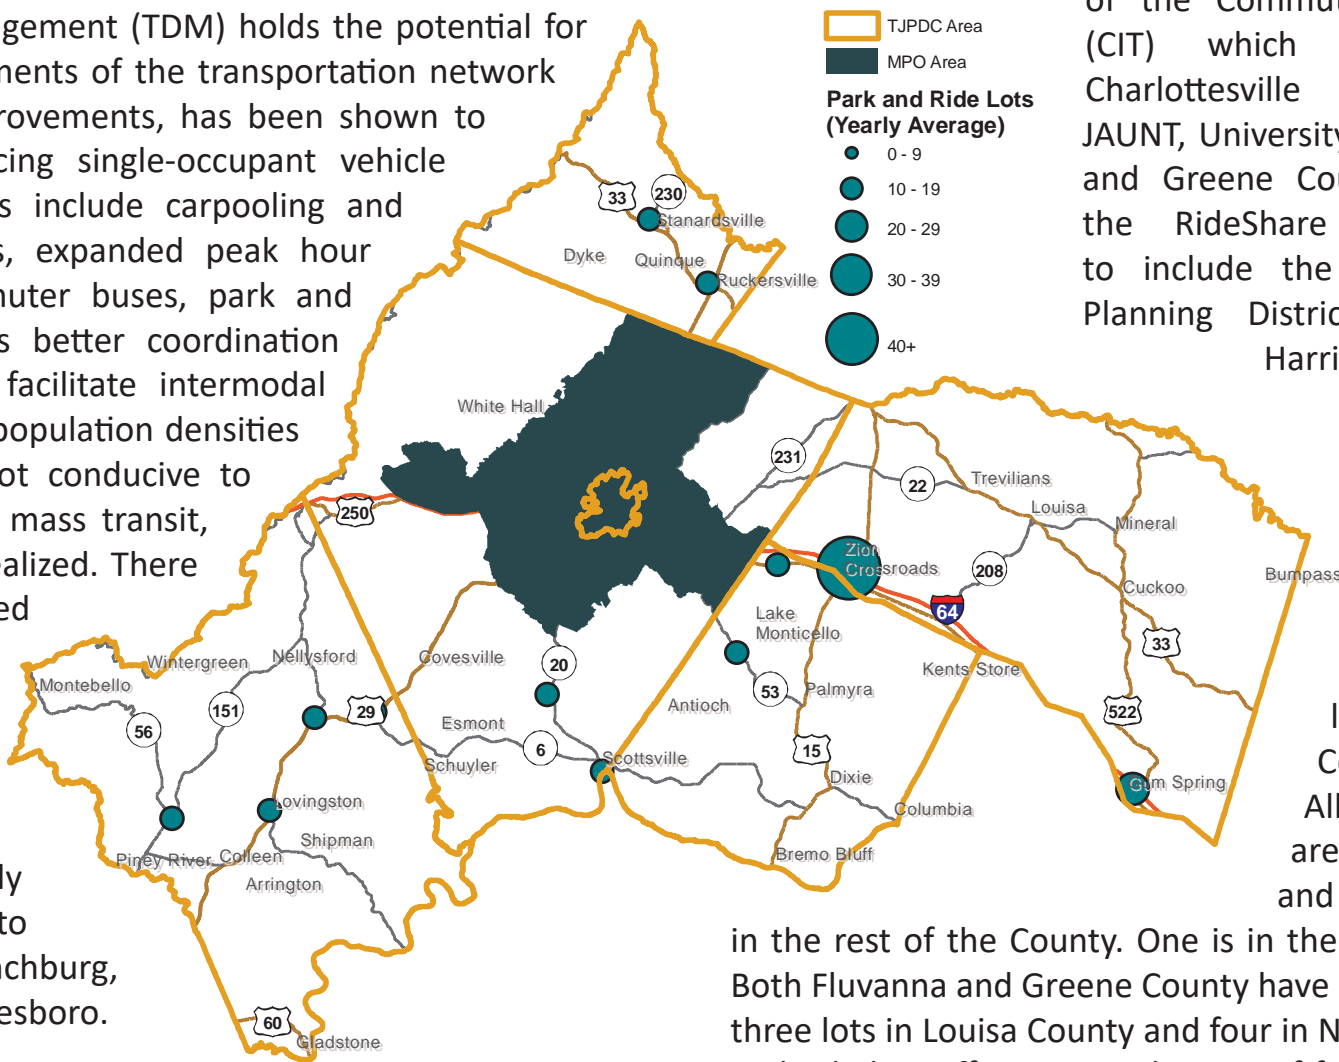 gement (TDM) holds the potential for
ments of the transportation network
rovements, has been shown to
cing single-occupant vehicle
s include carpooling and
s, expanded peak hour
nuter buses, park and
s better coordination
facilitate intermodal
population densities
ot conducive to
mass transit,
ealized. There
ed
ly
to
nchburg,
esboro.
TJPDC Area
MPO Area
Park and Ride Lots
(Yearly Average)
0 - 9
10 - 19
20 - 29
30 - 39
40+
of the Commut
(CIT) which
Charlottesville
JAUNT, University
and Greene Cou
the RideShare
to include the
Planning Distric
Harri
33
230
Stanardsville
Dyke
Quinque
Ruckersville
White Hall
231
22
Trevilians
Louisa
Mineral
250
Zion
Crossroads
208
Cuckoo
Bumpass
64
33
Lake
Monticello
Kents Store
Wintergreen
Nellysford
Covesville
20
Montebello
53
Palmyra
151
29
Antioch
522
56
Esmont
6
15
Schuyler
Scottsville
Dixie
Gum Spring
Lovingston
Columbia
Shipman
Piney River
Colleen
Bremo Bluff
Arrington
60
Gladstone
l
Co
All
are
and
in the rest of the County. One is in the
Both Fluvanna and Greene County have
three lots in Louisa County and four in N